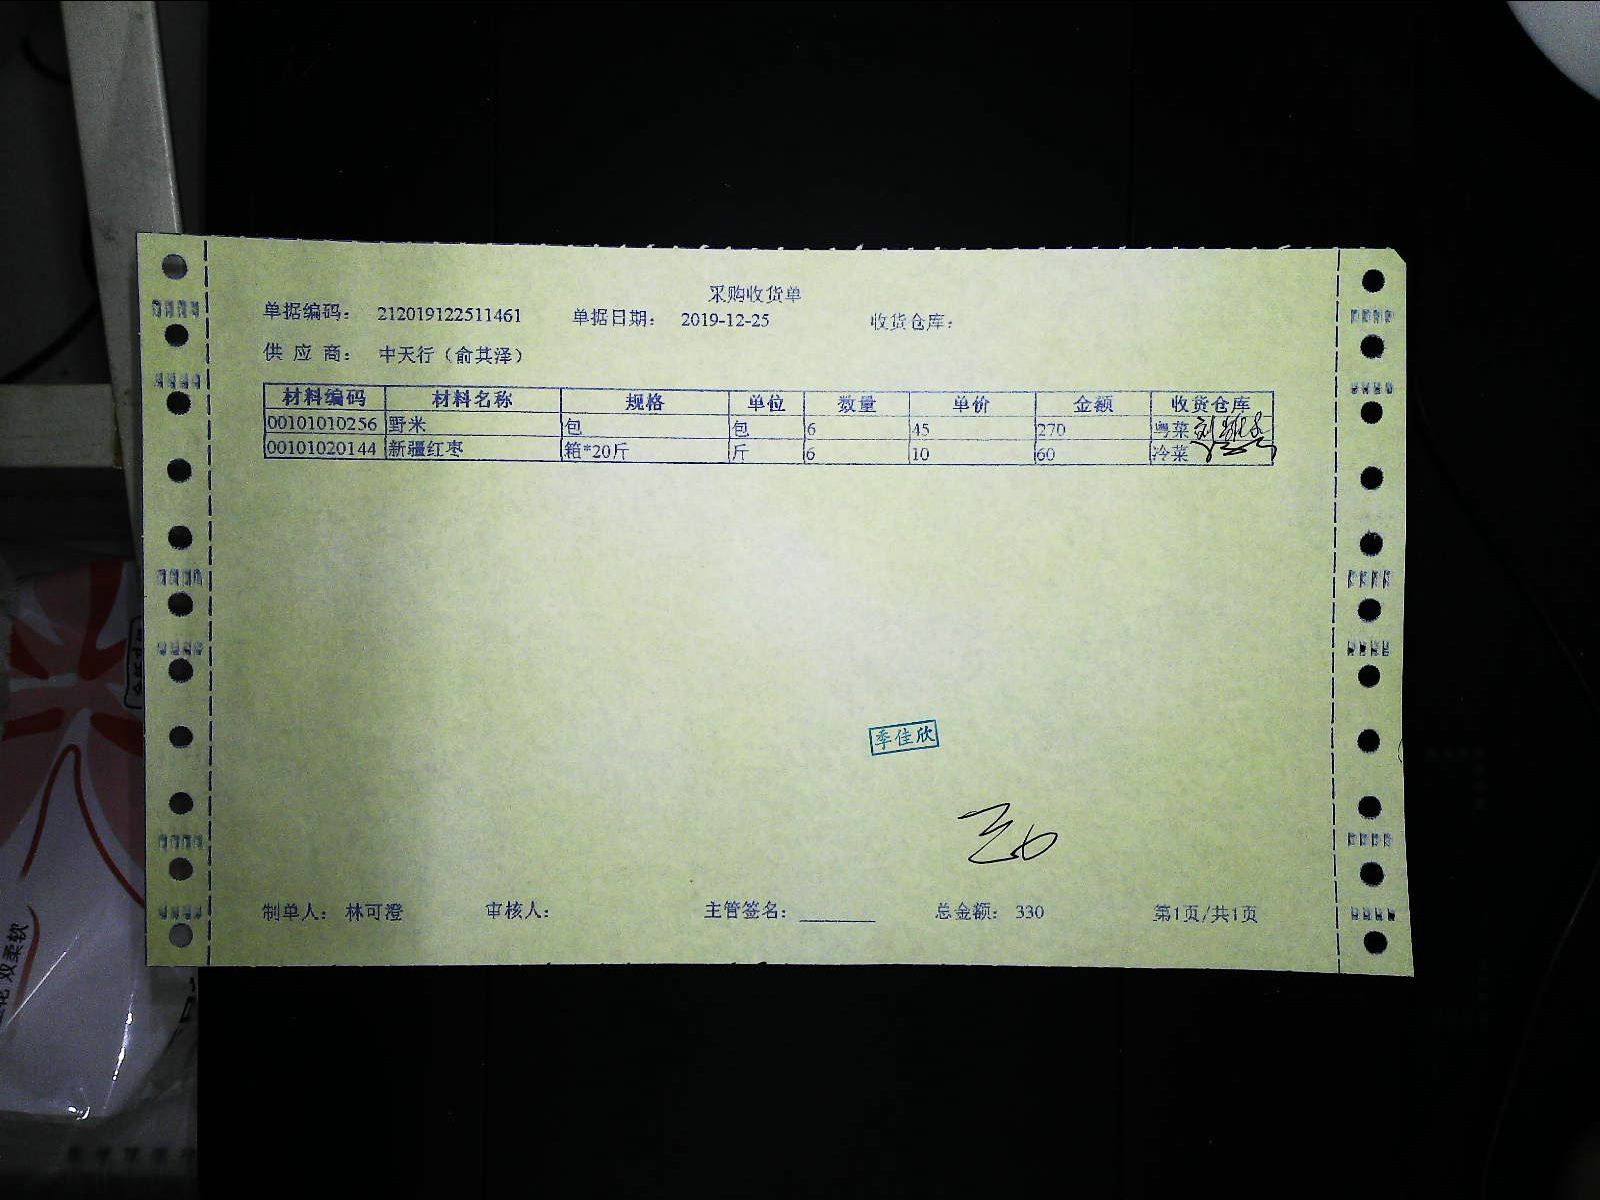 采购收货单
单据编码: 212019122511461 单据日期: 2019-12-25 收货仓库:
供应商: 中天行（俞其泽）
材料编码 材料名称 规格 单位 数量 单价 金额 收货仓库
00101010256 野米 包 包 6 45 270 粤菜
00101020144 新疆红枣 箱*20斤 斤 6 10 60 冷菜
季佳欣
制单人: 林可澄 审核人: 主管签名: 总金额: 330 第1页/共1页
双柔软